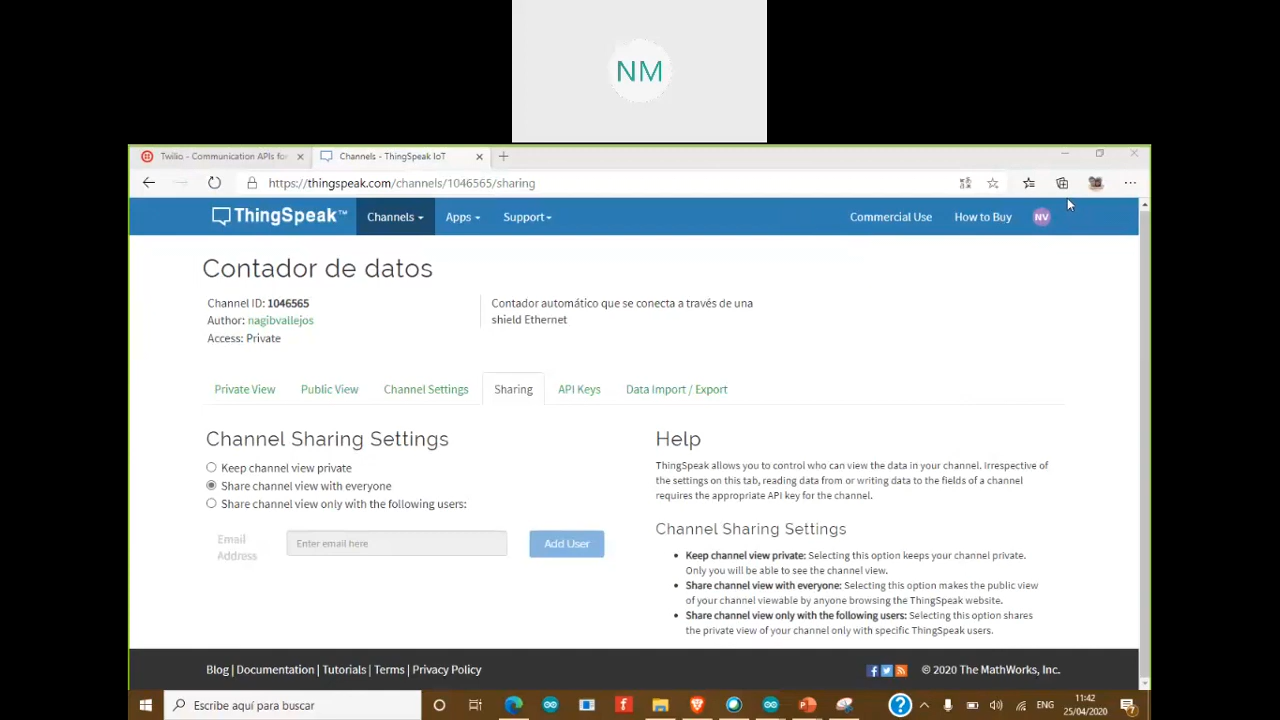 NM
Twilio - Communication APIs for
Channels - ThingSpeak IoT
https://thingspeak.com/channels/1046565/sharing
ThingSpeak™
Channels
Apps
Support
Commercial Use
How to Buy
NV
Contador de datos
Channel ID: 1046565
Author: nagibvallejos
Access: Private
Contador automático que se conecta a través de una
shield Ethernet
Private View
Public View
Channel Settings
Sharing
API Keys
Data Import / Export
Channel Sharing Settings
Keep channel view private
Share channel view with everyone
Share channel view only with the following users:
Email
Address
Enter email here
Add User
Help
ThingSpeak allows you to control who can view the data in your channel. Irrespective of
the settings on this tab, reading data from or writing data to the fields of a channel
requires the appropriate API key for the channel.
Channel Sharing Settings
Keep channel view private: Selecting this option keeps your channel private.
Only you will be able to see the channel view.
Share channel view with everyone: Selecting this option makes the public view
of your channel viewable by anyone browsing the ThingSpeak website.
Share channel view only with the following users: Selecting this option shares
the private view of your channel only with specific ThingSpeak users.
Blog | Documentation | Tutorials | Terms | Privacy Policy
© 2020 The MathWorks, Inc.
Escribe aquí para buscar
ENG
11:42
25/04/2020
7